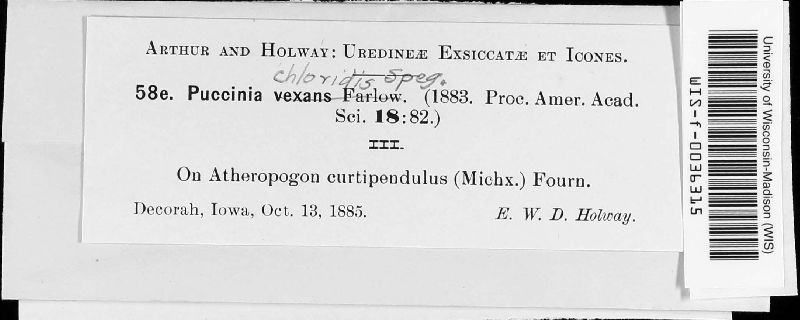 Arthur and Holway: Uredineæ Exsiccatæ et Icones.
chloridis Speg.
58e. Puccinia vexans Farlow. (1883. Proc. Amer. Acad.
Sci. 18:82.)
III.
On Atheropogon curtipendulus (Michx.) Fourn.
Decorah, Iowa, Oct. 13, 1885. E. W. D. Holway.
University of Wisconsin-Madison (WIS)
WIS-f-0039315